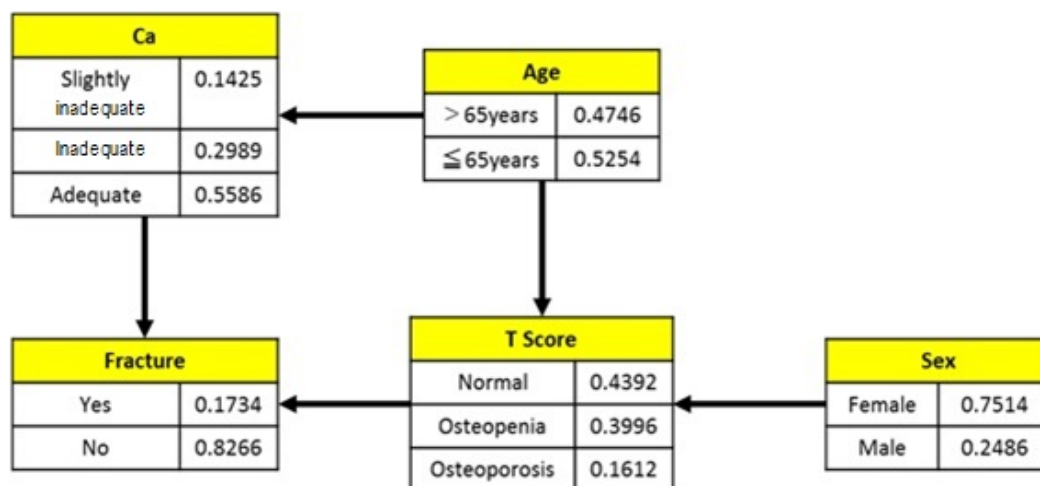 Ca
Slightly 0.1425
inadequate
Inadequate 0.2989
Adequate 0.5586
Age
＞65years 0.4746
≦65years 0.5254
Fracture
Yes 0.1734
No 0.8266
T Score
Normal 0.4392
Osteopenia 0.3996
Osteoporosis 0.1612
Sex
Female 0.7514
Male 0.2486